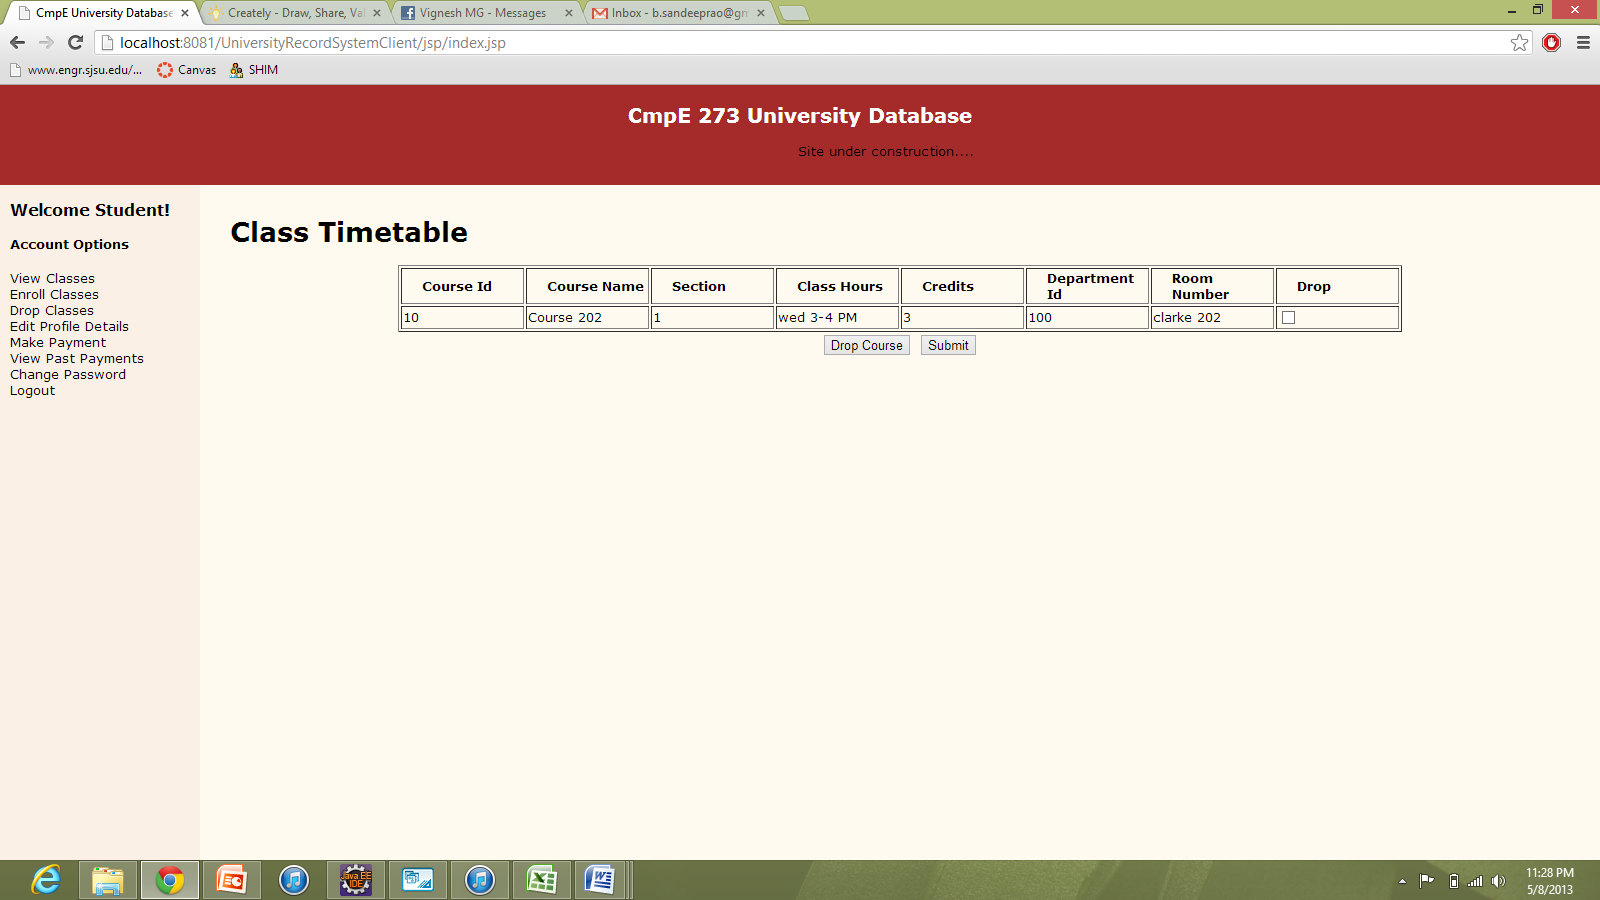 CmpE University Database
Creately - Draw, Share, Val
Vignesh MG - Messages
Inbox - b.sandeeprao@gm
localhost:8081/UniversityRecordSystemClient/jsp/index.jsp
www.engr.sjsu.edu/...
Canvas
SHIM
CmpE 273 University Database
Site under construction....
Welcome Student!
Account Options
View Classes
Enroll Classes
Drop Classes
Edit Profile Details
Make Payment
View Past Payments
Change Password
Logout
Class Timetable
Course Id Course Name Section Class Hours Credits Department Id Room Number Drop
10 Course 202 1 wed 3-4 PM 3 100 clarke 202
Drop Course Submit
Java EE
IDE
11:28 PM
5/8/2013